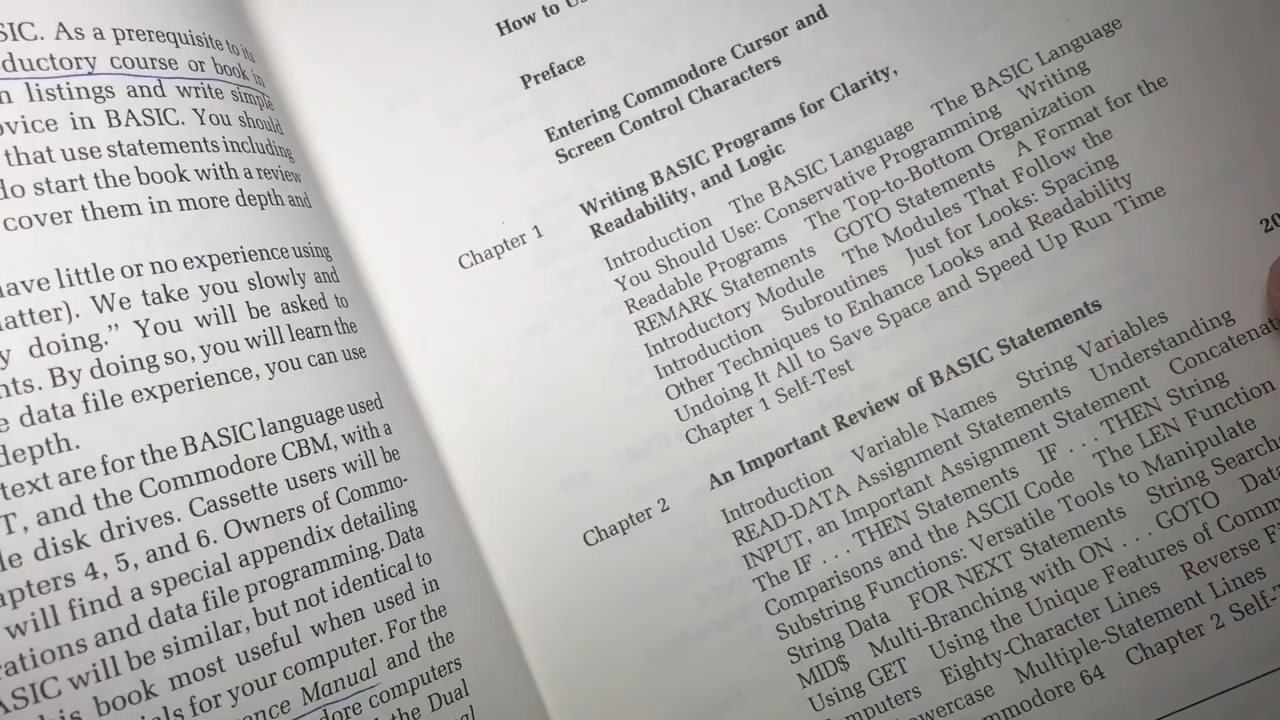 SIC. As a prerequisite to its
ductory course or book in
n listings and write simple
ovice in BASIC. You should
that use statements including
do start the book with a review
cover them in more depth and
have little or no experience using
atter). We take you slowly and
y doing.” You will be asked to
nts. By doing so, you will learn the
e data file experience, you can use
depth.
text are for the BASIC language used
T, and the Commodore CBM, with a
le disk drives. Cassette users will be
apters 4, 5, and 6. Owners of Commo-
will find a special appendix detailing
rations and data file programming. Data
ASIC will be similar, but not identical to
his book most useful when used in
ials for your computer. For the
ence Manual and the
dore computers
the Dual
How to
Preface
Entering Commodore Cursor and
Screen Control Characters
Chapter 1
Writing BASIC Programs for Clarity,
Readability, and Logic
Introduction The BASIC Language The BASIC Language
You Should Use: Conservative Programming Writing
Readable Programs The Top-to-Bottom Organization
REMARK Statements GOTO Statements A Format for the
Introductory Module The Modules That Follow the
Introduction Subroutines Just for Looks: Spacing
Other Techniques to Enhance Looks and Readability
Undoing It All to Save Space and Speed Up Run Time
Chapter 1 Self-Test
20
Chapter 2
An Important Review of BASIC Statements
Introduction Variable Names String Variables
READ-DATA Assignment Statements Understanding
INPUT, an Important Assignment Statement Concatenati
The IF . . . THEN Statements IF . . . THEN String
Comparisons and the ASCII Code The LEN Function
Substring Functions: Versatile Tools to Manipulate
String Data FOR NEXT Statements String Search
MID$ Multi-Branching with ON . . . GOTO Data
Using GET Using the Unique Features of Comm
mputers Eighty-Character Lines Reverse F
owercase Multiple-Statement Lines
mmodore 64 Chapter 2 Self-T